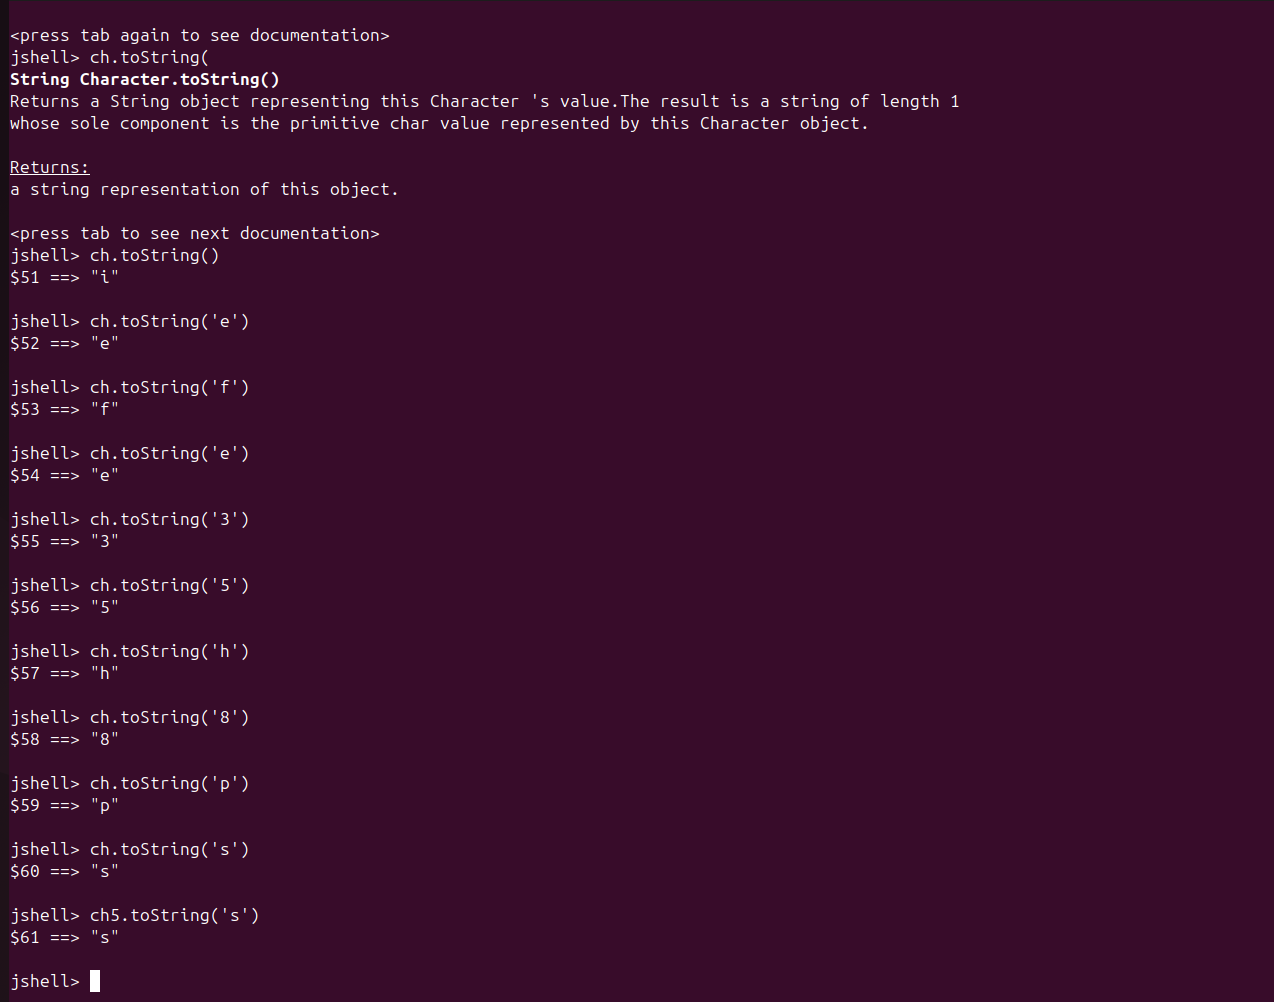 <press tab again to see documentation>
jshell> ch.toString(
String Character.toString()
Returns a String object representing this Character 's value.The result is a string of length 1
whose sole component is the primitive char value represented by this Character object.
Returns:
a string representation of this object.
<press tab to see next documentation>
jshell> ch.toString()
$51 ==> "i"
jshell> ch.toString('e')
$52 ==> "e"
jshell> ch.toString('f')
$53 ==> "f"
jshell> ch.toString('e')
$54 ==> "e"
jshell> ch.toString('3')
$55 ==> "3"
jshell> ch.toString('5')
$56 ==> "5"
jshell> ch.toString('h')
$57 ==> "h"
jshell> ch.toString('8')
$58 ==> "8"
jshell> ch.toString('p')
$59 ==> "p"
jshell> ch.toString('s')
$60 ==> "s"
jshell> ch5.toString('s')
$61 ==> "s"
jshell>